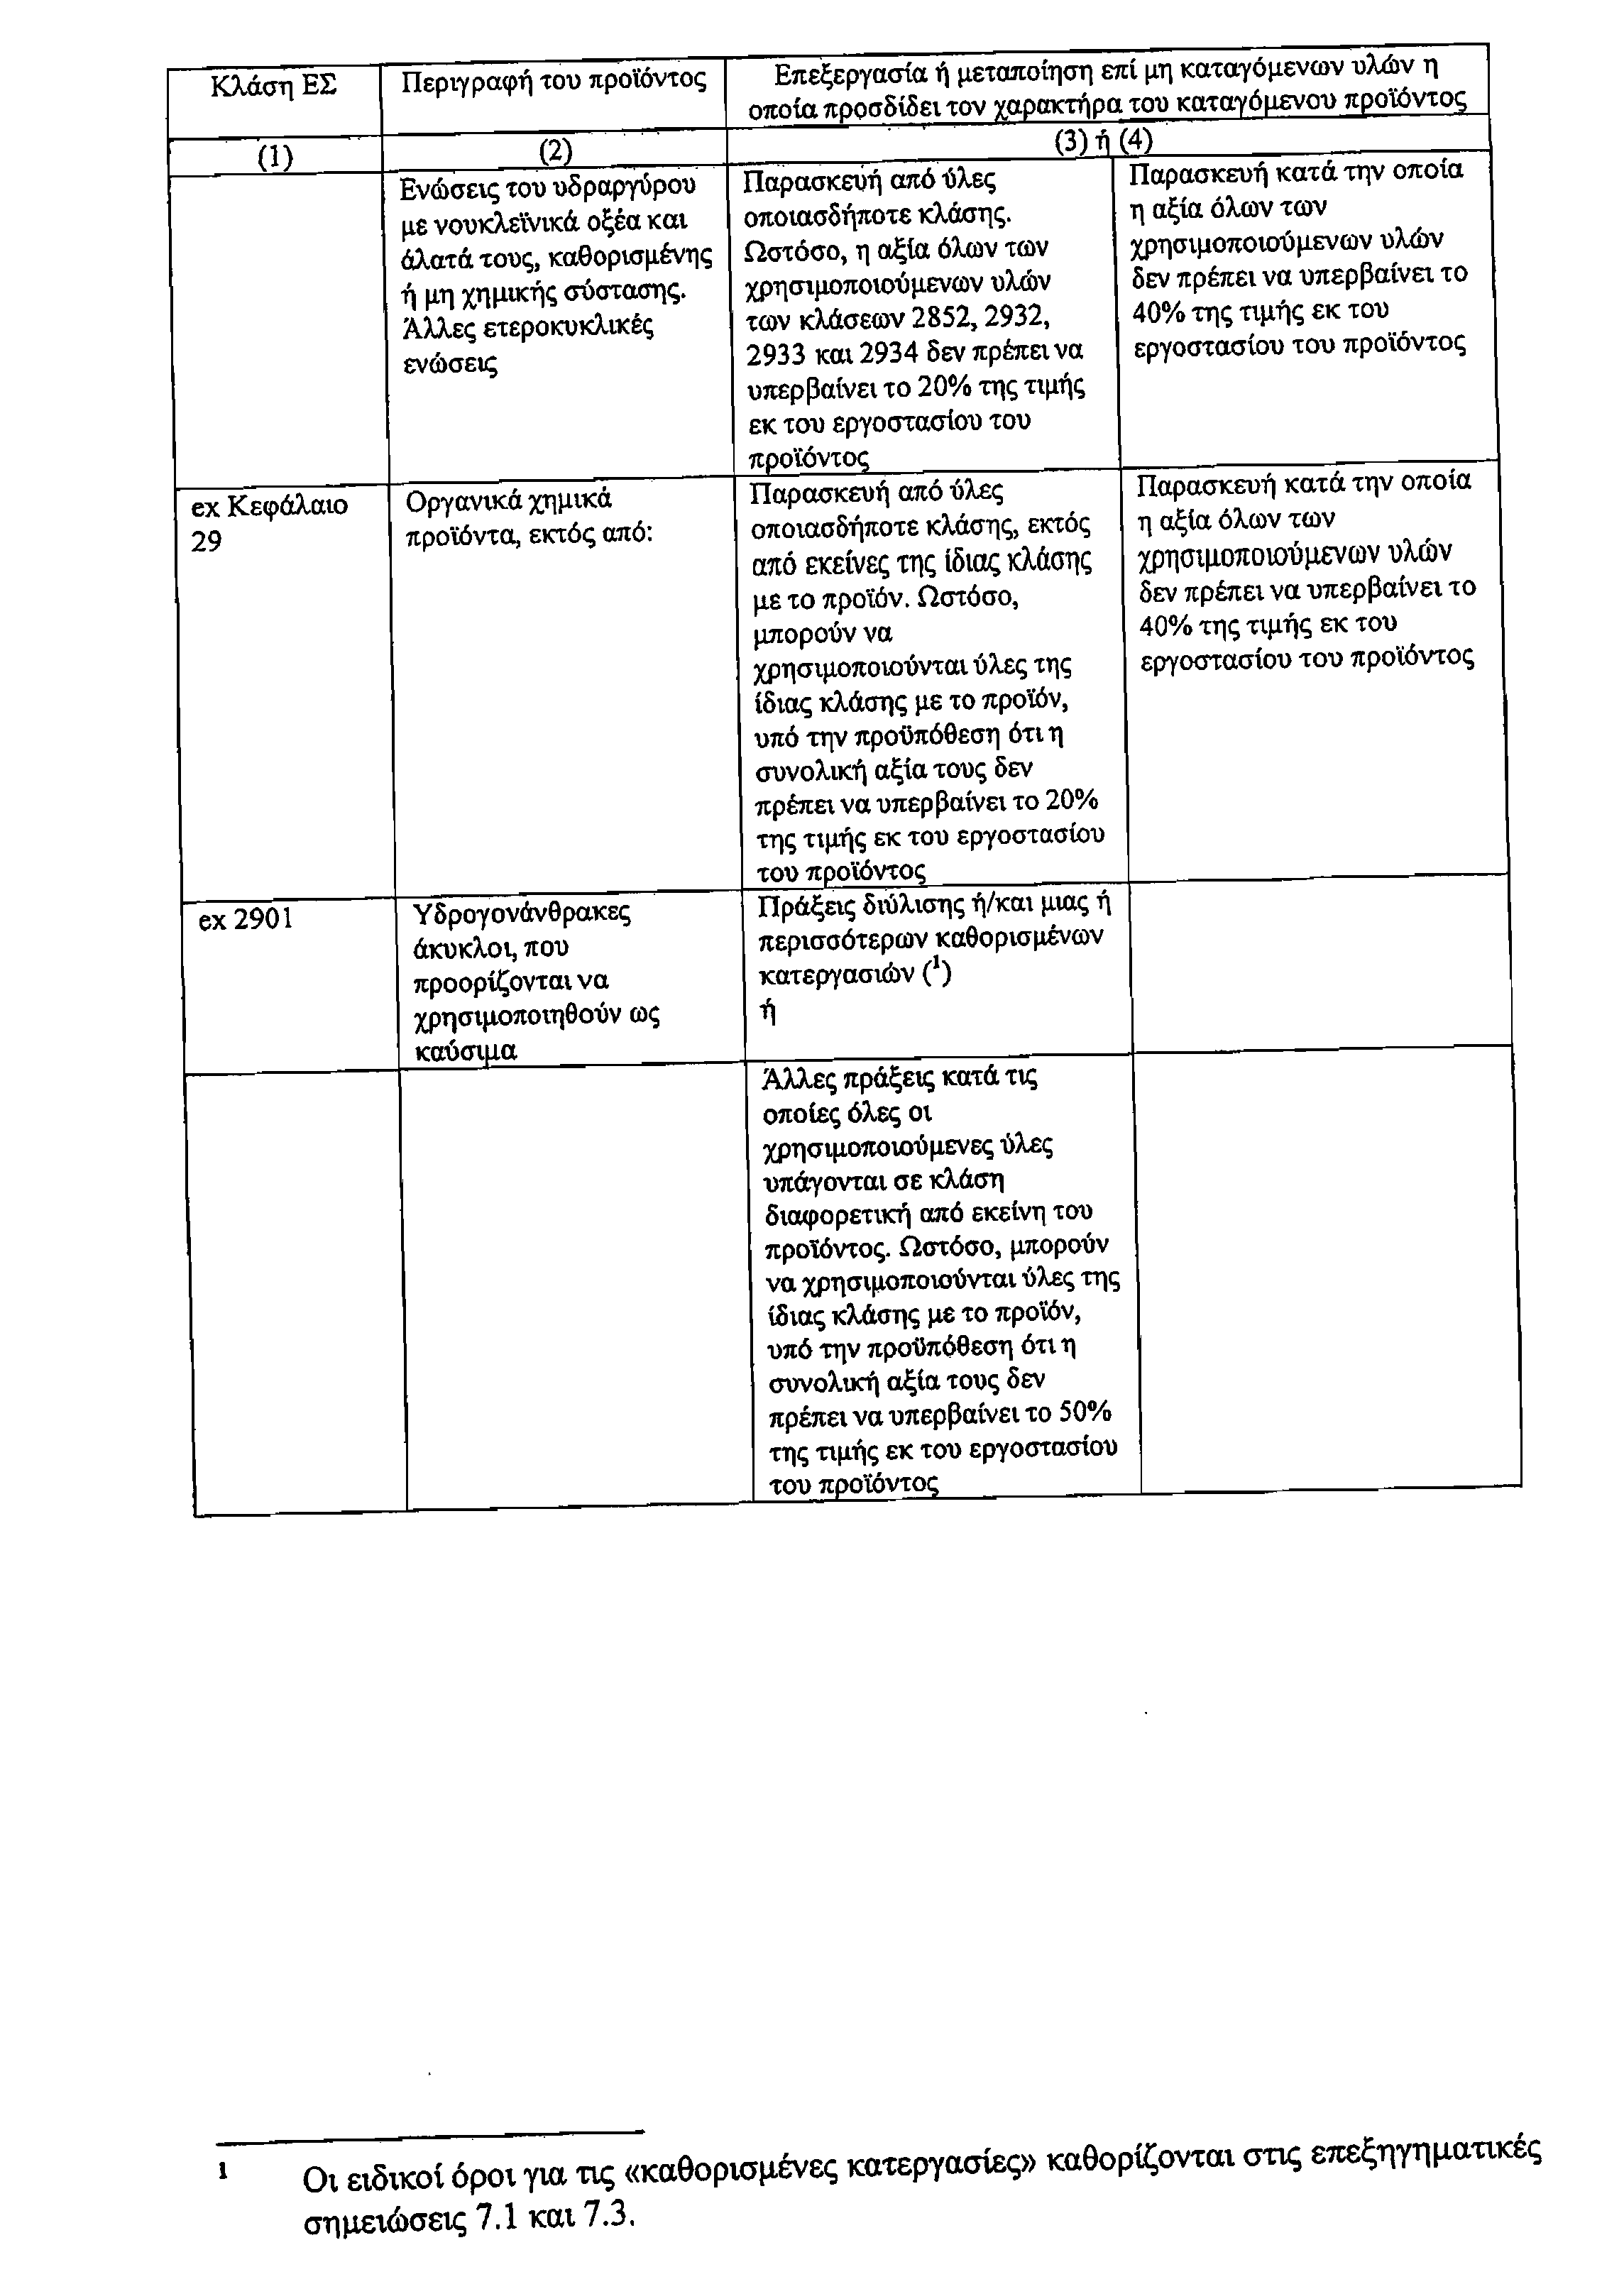 Κλάση ΕΣ
Περιγραφή του προϊόντος
Επεξεργασία ή μεταποίηση επί μη καταγόμενων υλών η
οποία προσδίδει τον χαρακτήρα του καταγόμενου προϊόντος
(1)
(2)
(3) ή (4)
Ενώσεις του υδραργύρου
με νουκλεϊνικά οξέα και
άλατά τους, καθορισμένης
ή μη χημικής σύστασης.
Άλλες ετεροκυκλικές
ενώσεις
Παρασκευή από ύλες
οποιασδήποτε κλάσης.
Ωστόσο, η αξία όλων των
χρησιμοποιούμενων υλών
των κλάσεων 2852, 2932,
2933 και 2934 δεν πρέπει να
υπερβαίνει το 20% της τιμής
εκ του εργοστασίου του
προϊόντος
Παρασκευή κατά την οποία
η αξία όλων των
χρησιμοποιούμενων υλών
δεν πρέπει να υπερβαίνει το
40% της τιμής εκ του
εργοστασίου του προϊόντος
ex Κεφάλαιο
29
Οργανικά χημικά
προϊόντα, εκτός από:
Παρασκευή από ύλες
οποιασδήποτε κλάσης, εκτός
από εκείνες της ίδιας κλάσης
με το προϊόν. Ωστόσο,
μπορούν να
χρησιμοποιούνται ύλες της
ίδιας κλάσης με το προϊόν,
υπό την προϋπόθεση ότι η
συνολική αξία τους δεν
πρέπει να υπερβαίνει το 20%
της τιμής εκ του εργοστασίου
του προϊόντος
Παρασκευή κατά την οποία
η αξία όλων των
χρησιμοποιούμενων υλών
δεν πρέπει να υπερβαίνει το
40% της τιμής εκ του
εργοστασίου του προϊόντος
ex 2901
Υδρογονάνθρακες
άκυκλοι, που
προορίζονται να
χρησιμοποιηθούν ως
καύσιμα
Πράξεις διύλισης ή/και μιας ή
περισσότερων καθορισμένων
κατεργασιών (¹)
ή
Άλλες πράξεις κατά τις
οποίες όλες οι
χρησιμοποιούμενες ύλες
υπάγονται σε κλάση
διαφορετική από εκείνη του
προϊόντος. Ωστόσο, μπορούν
να χρησιμοποιούνται ύλες της
ίδιας κλάσης με το προϊόν,
υπό την προϋπόθεση ότι η
συνολική αξία τους δεν
πρέπει να υπερβαίνει το 50%
της τιμής εκ του εργοστασίου
του προϊόντος
1 Οι ειδικοί όροι για τις «καθορισμένες κατεργασίες» καθορίζονται στις επεξηγηματικές
σημειώσεις 7.1 και 7.3.